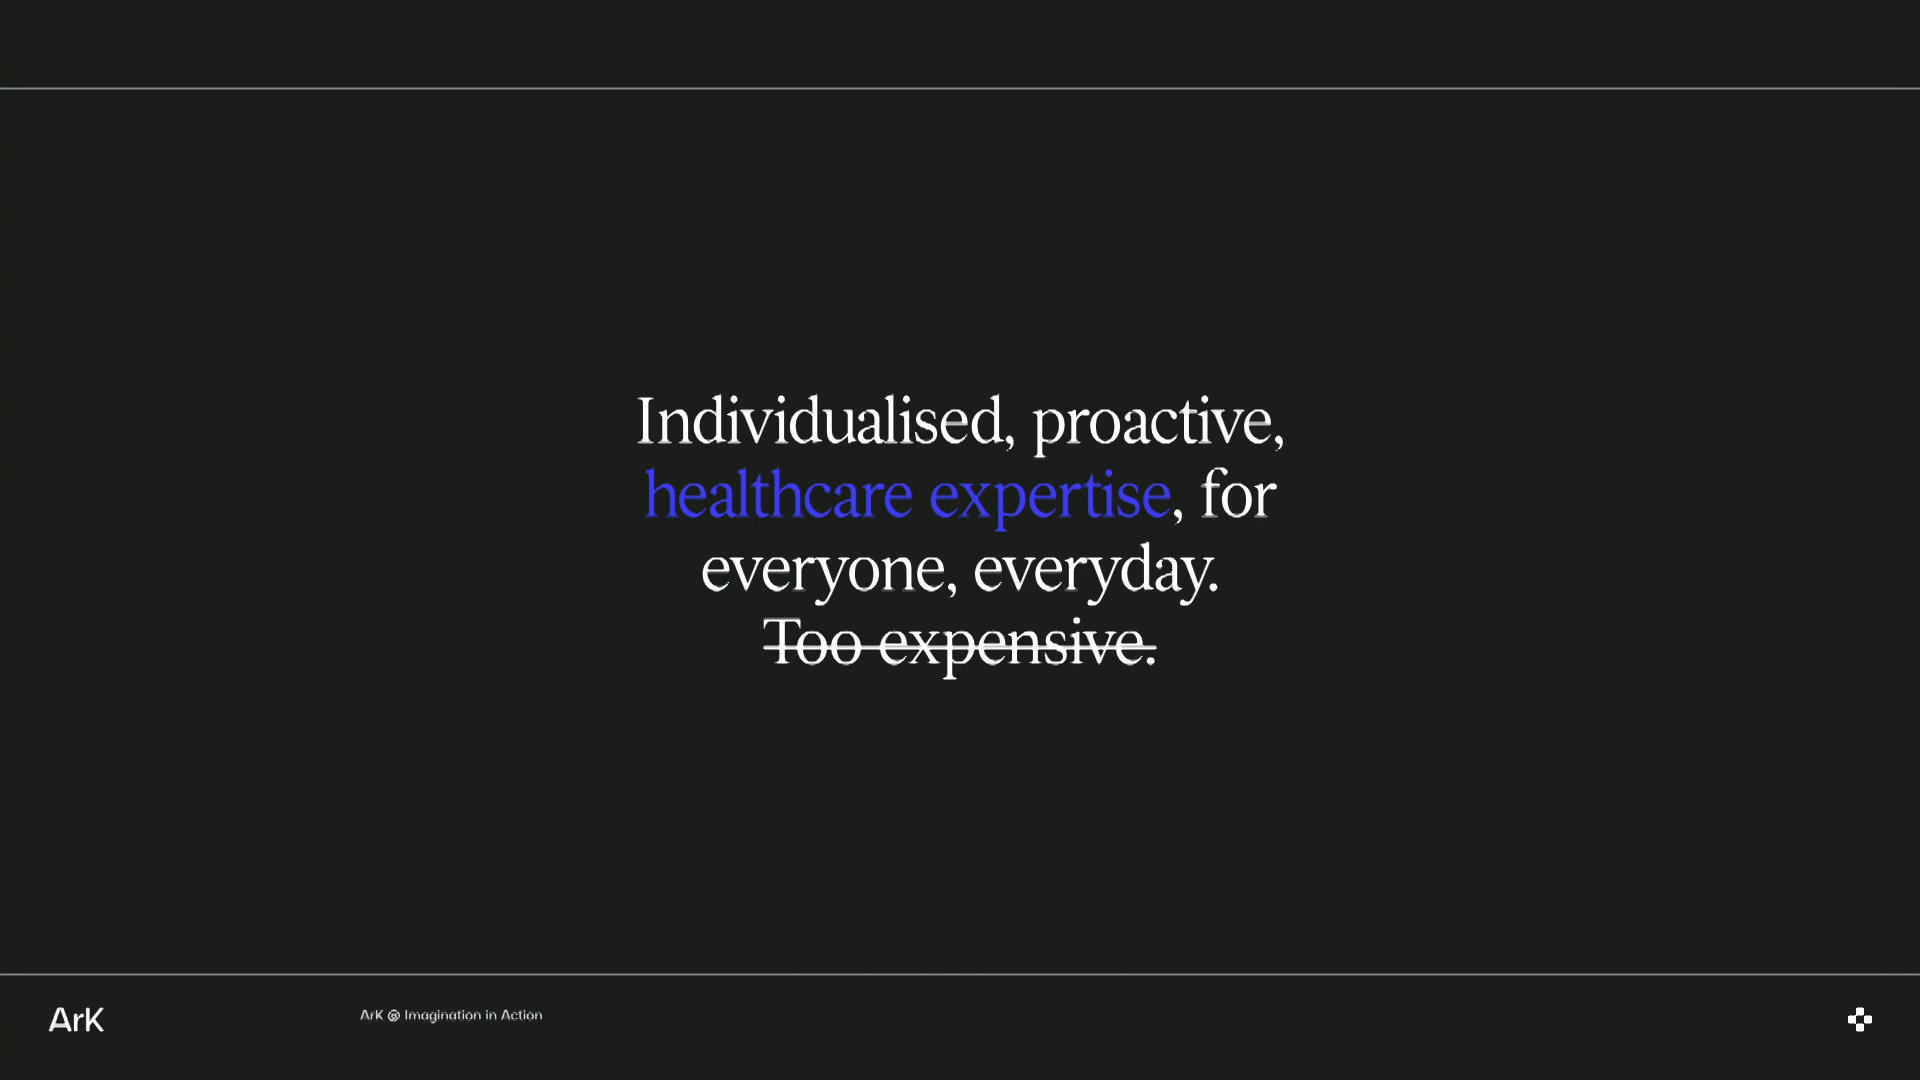 Individualised, proactive,
healthcare expertise, for
everyone, everyday.
Too expensive.
ArK
ArK @ Imagination in Action